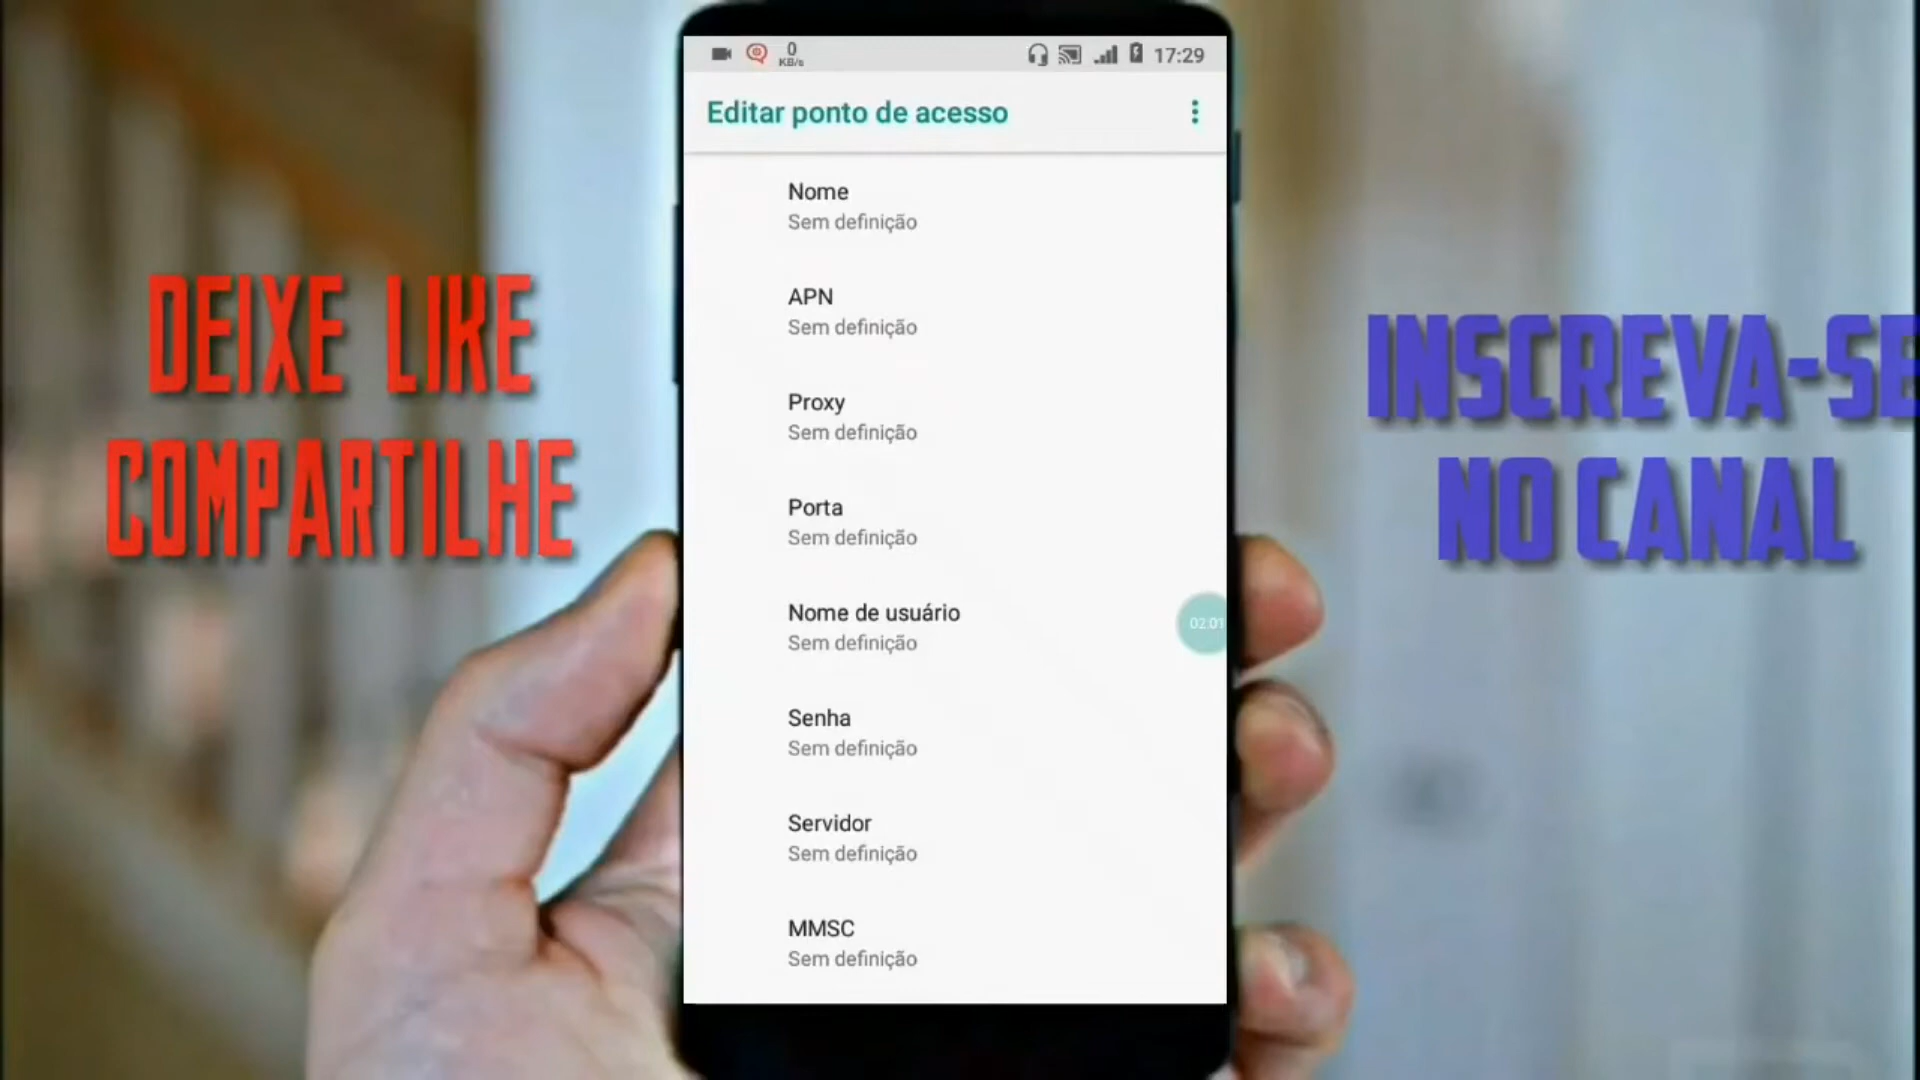 0
KB/s
17:29
Editar ponto de acesso
Nome
Sem definição
APN
Sem definição
Proxy
Sem definição
Porta
Sem definição
Nome de usuário
Sem definição
Senha
Sem definição
Servidor
Sem definição
MMSC
Sem definição
02:01
DEIXE LIKE
COMPARTILHE
INSCREVA-SE
NO CANAL